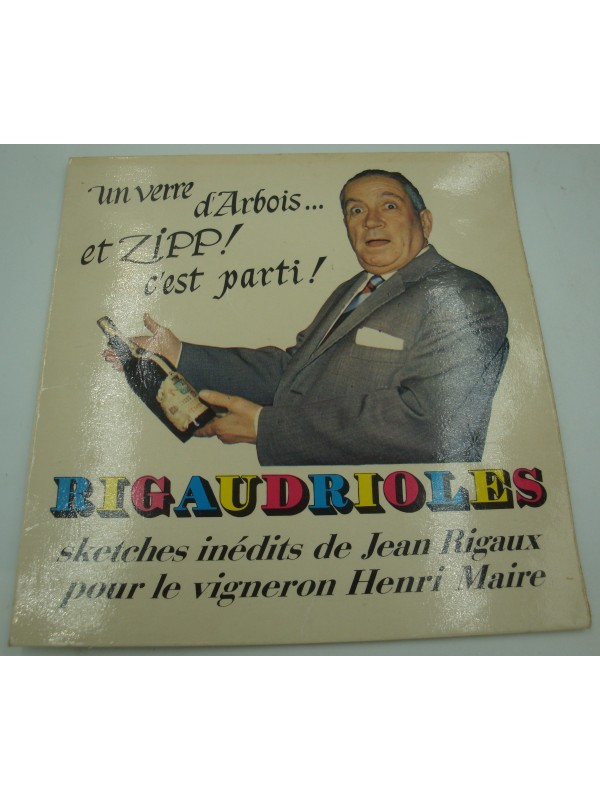 un verre
d'Arbois...
et ZiPP!
c'est parti!
RIGAUDRIOLES
sketches inédits de Jean Rigaux
pour le vigneron Henri Maire